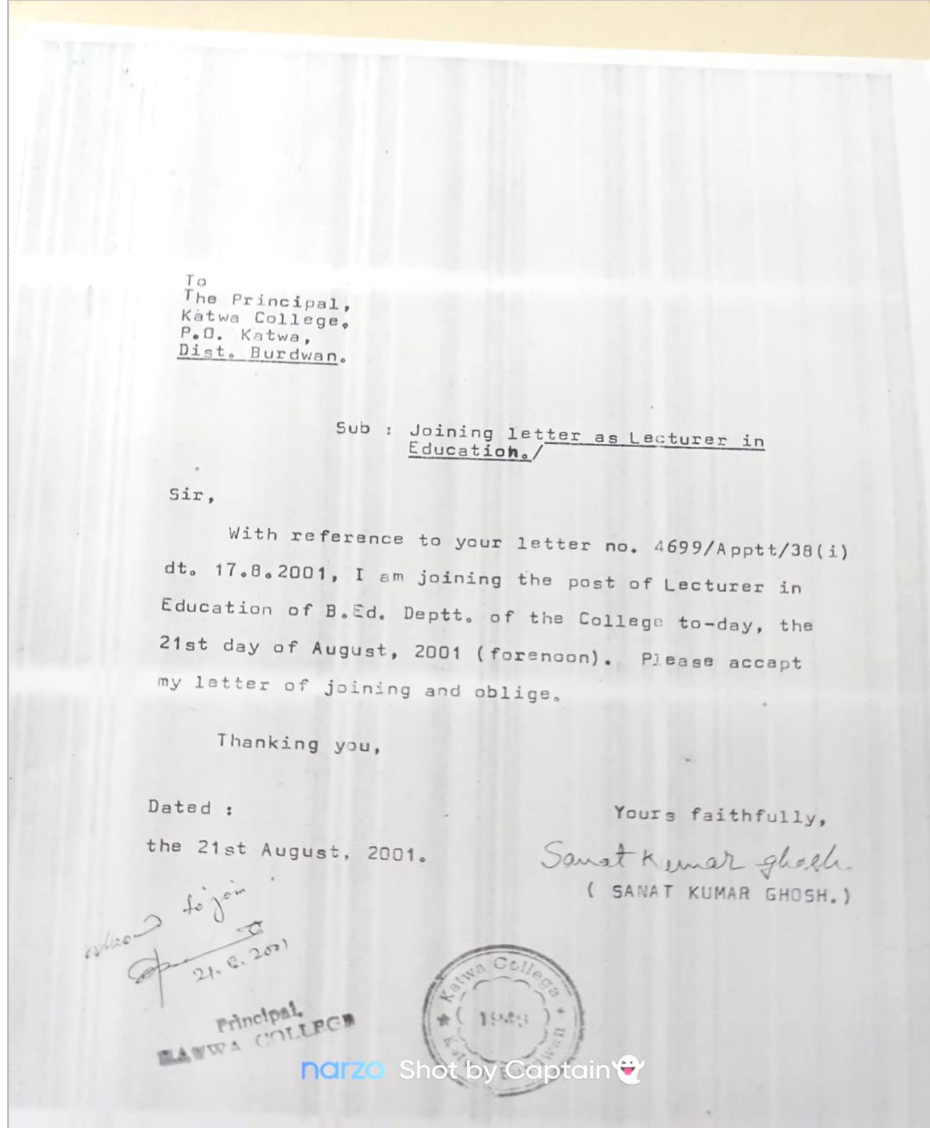 To
The Principal,
Katwa College,
P.O. Katwa,
Dist. Burdwan.
Sub : Joining letter as Lecturer in
Education./
Sir,
With reference to your letter no. 4699/Apptt/38(i)
dt. 17.8.2001, I am joining the post of Lecturer in
Education of B.Ed. Deptt. of the College to-day, the
21st day of August, 2001 (forenoon). Please accept
my letter of joining and oblige.
Thanking you,
Dated :
the 21st August, 2001.
Yours faithfully,
Sanat Kumar Ghosh.
( SANAT KUMAR GHOSH.)
to join
21.8.2001
Principal,
KATWA COLLEGE
Katwa College
Katwa
narzo Shot by Captain👻